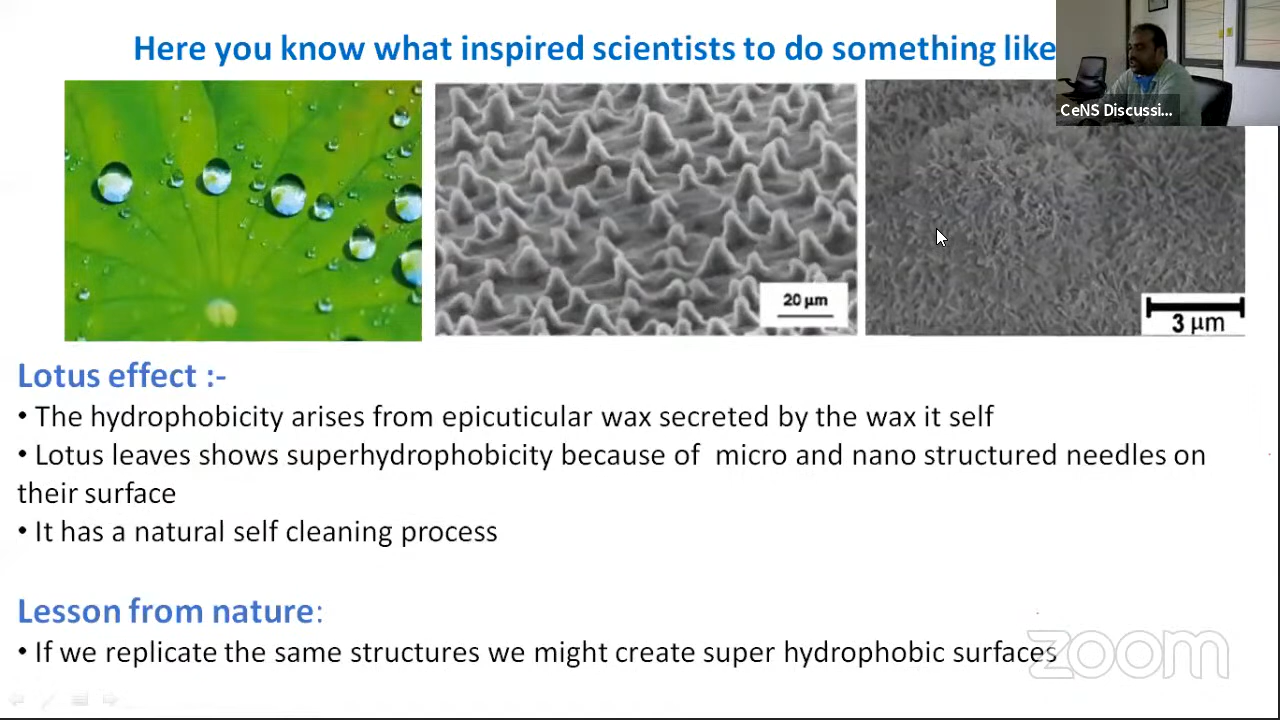 Here you know what inspired scientists to do something like
CeNS Discussi...
20 μm
3 μm
Lotus effect :-
• The hydrophobicity arises from epicuticular wax secreted by the wax it self
• Lotus leaves shows superhydrophobicity because of micro and nano structured needles on
their surface
• It has a natural self cleaning process
Lesson from nature:
• If we replicate the same structures we might create super hydrophobic surfaces
zoom